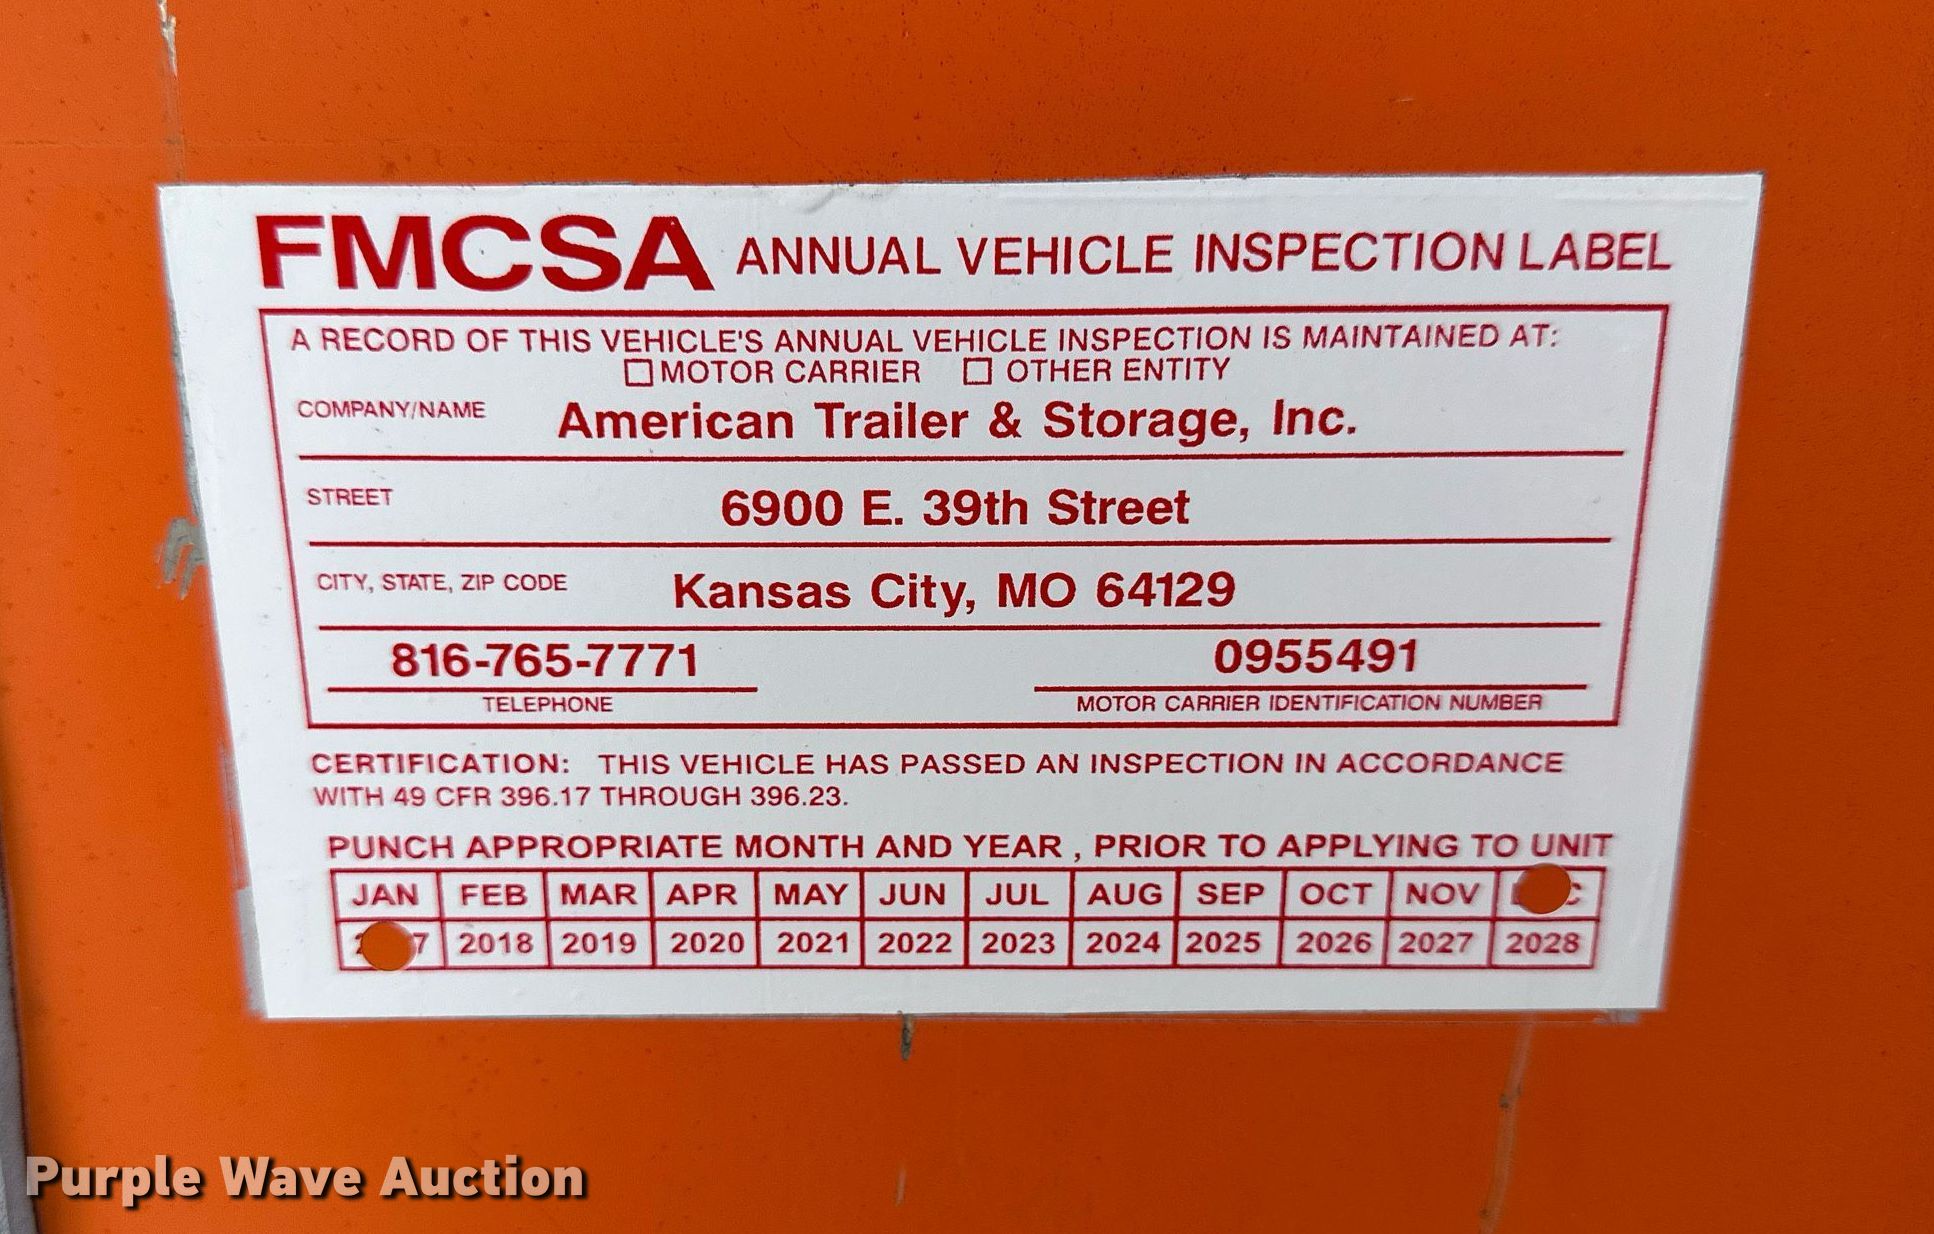 FMCSA ANNUAL VEHICLE INSPECTION LABEL
A RECORD OF THIS VEHICLE'S ANNUAL VEHICLE INSPECTION IS MAINTAINED AT:
☐ MOTOR CARRIER ☐ OTHER ENTITY
COMPANY/NAME American Trailer & Storage, Inc.
STREET 6900 E. 39th Street
CITY, STATE, ZIP CODE Kansas City, MO 64129
816-765-7771 0955491
TELEPHONE MOTOR CARRIER IDENTIFICATION NUMBER
CERTIFICATION: THIS VEHICLE HAS PASSED AN INSPECTION IN ACCORDANCE
WITH 49 CFR 396.17 THROUGH 396.23.
PUNCH APPROPRIATE MONTH AND YEAR , PRIOR TO APPLYING TO UNIT
JAN FEB MAR APR MAY JUN JUL AUG SEP OCT NOV
2018 2019 2020 2021 2022 2023 2024 2025 2026 2027 2028
Purple Wave Auction